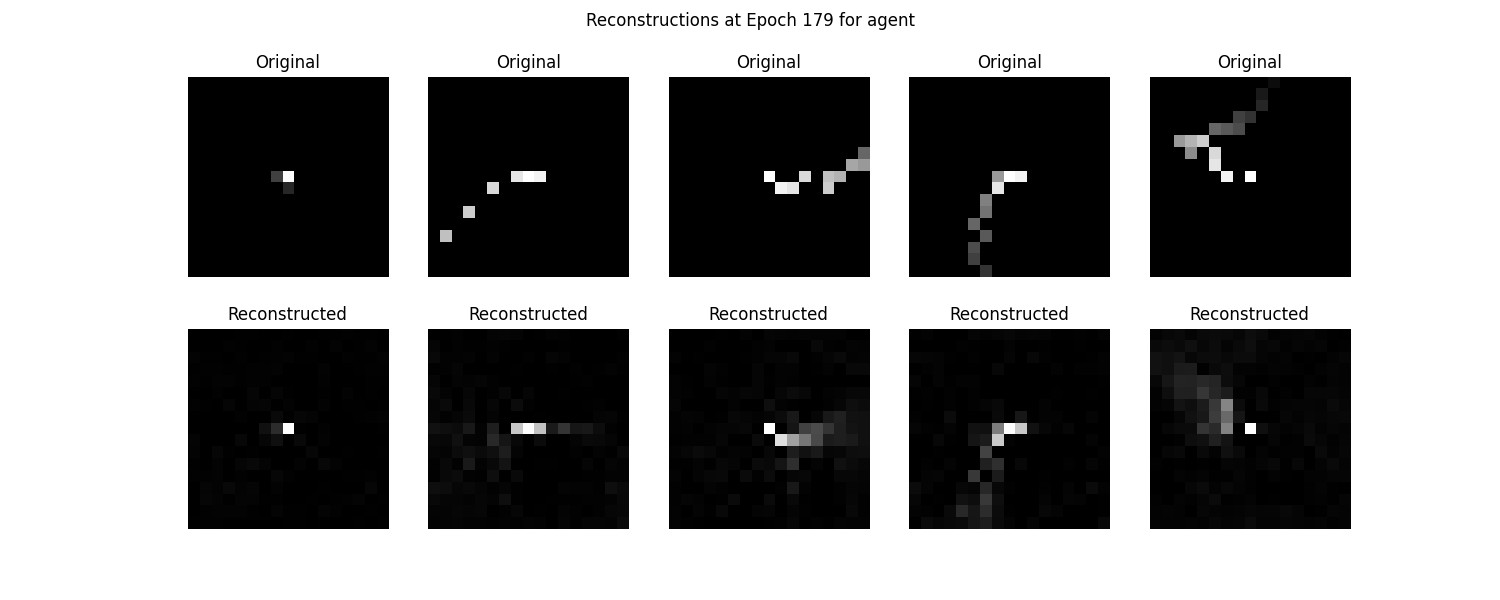 Reconstructions at Epoch 179 for agent
Original
Original
Original
Original
Original
Reconstructed
Reconstructed
Reconstructed
Reconstructed
Reconstructed